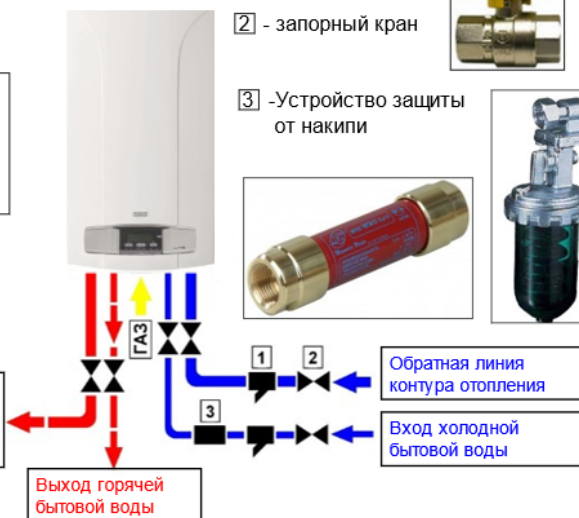 2 - запорный кран
3 -Устройство защиты
от накипи
ГАЗ
1
2
Обратная линия
контура отопления
3
Вход холодной
бытовой воды
Выход горячей
бытовой воды